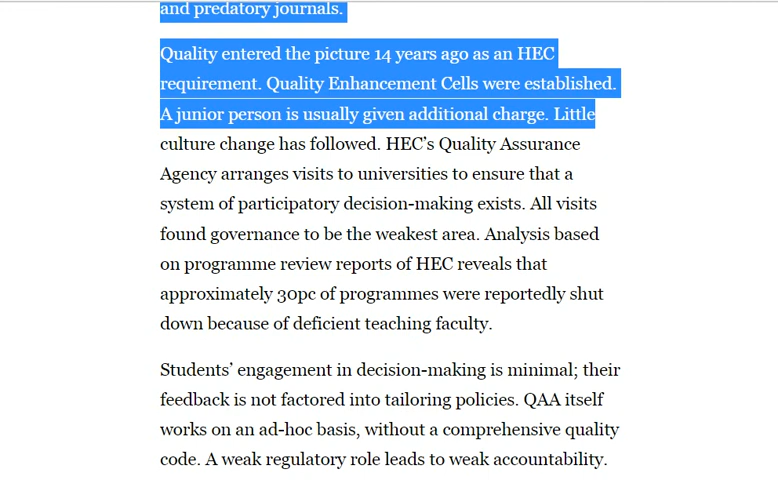 and predatory journals.
Quality entered the picture 14 years ago as an HEC
requirement. Quality Enhancement Cells were established.
A junior person is usually given additional charge. Little
culture change has followed. HEC’s Quality Assurance
Agency arranges visits to universities to ensure that a
system of participatory decision-making exists. All visits
found governance to be the weakest area. Analysis based
on programme review reports of HEC reveals that
approximately 30pc of programmes were reportedly shut
down because of deficient teaching faculty.
Students’ engagement in decision-making is minimal; their
feedback is not factored into tailoring policies. QAA itself
works on an ad-hoc basis, without a comprehensive quality
code. A weak regulatory role leads to weak accountability.